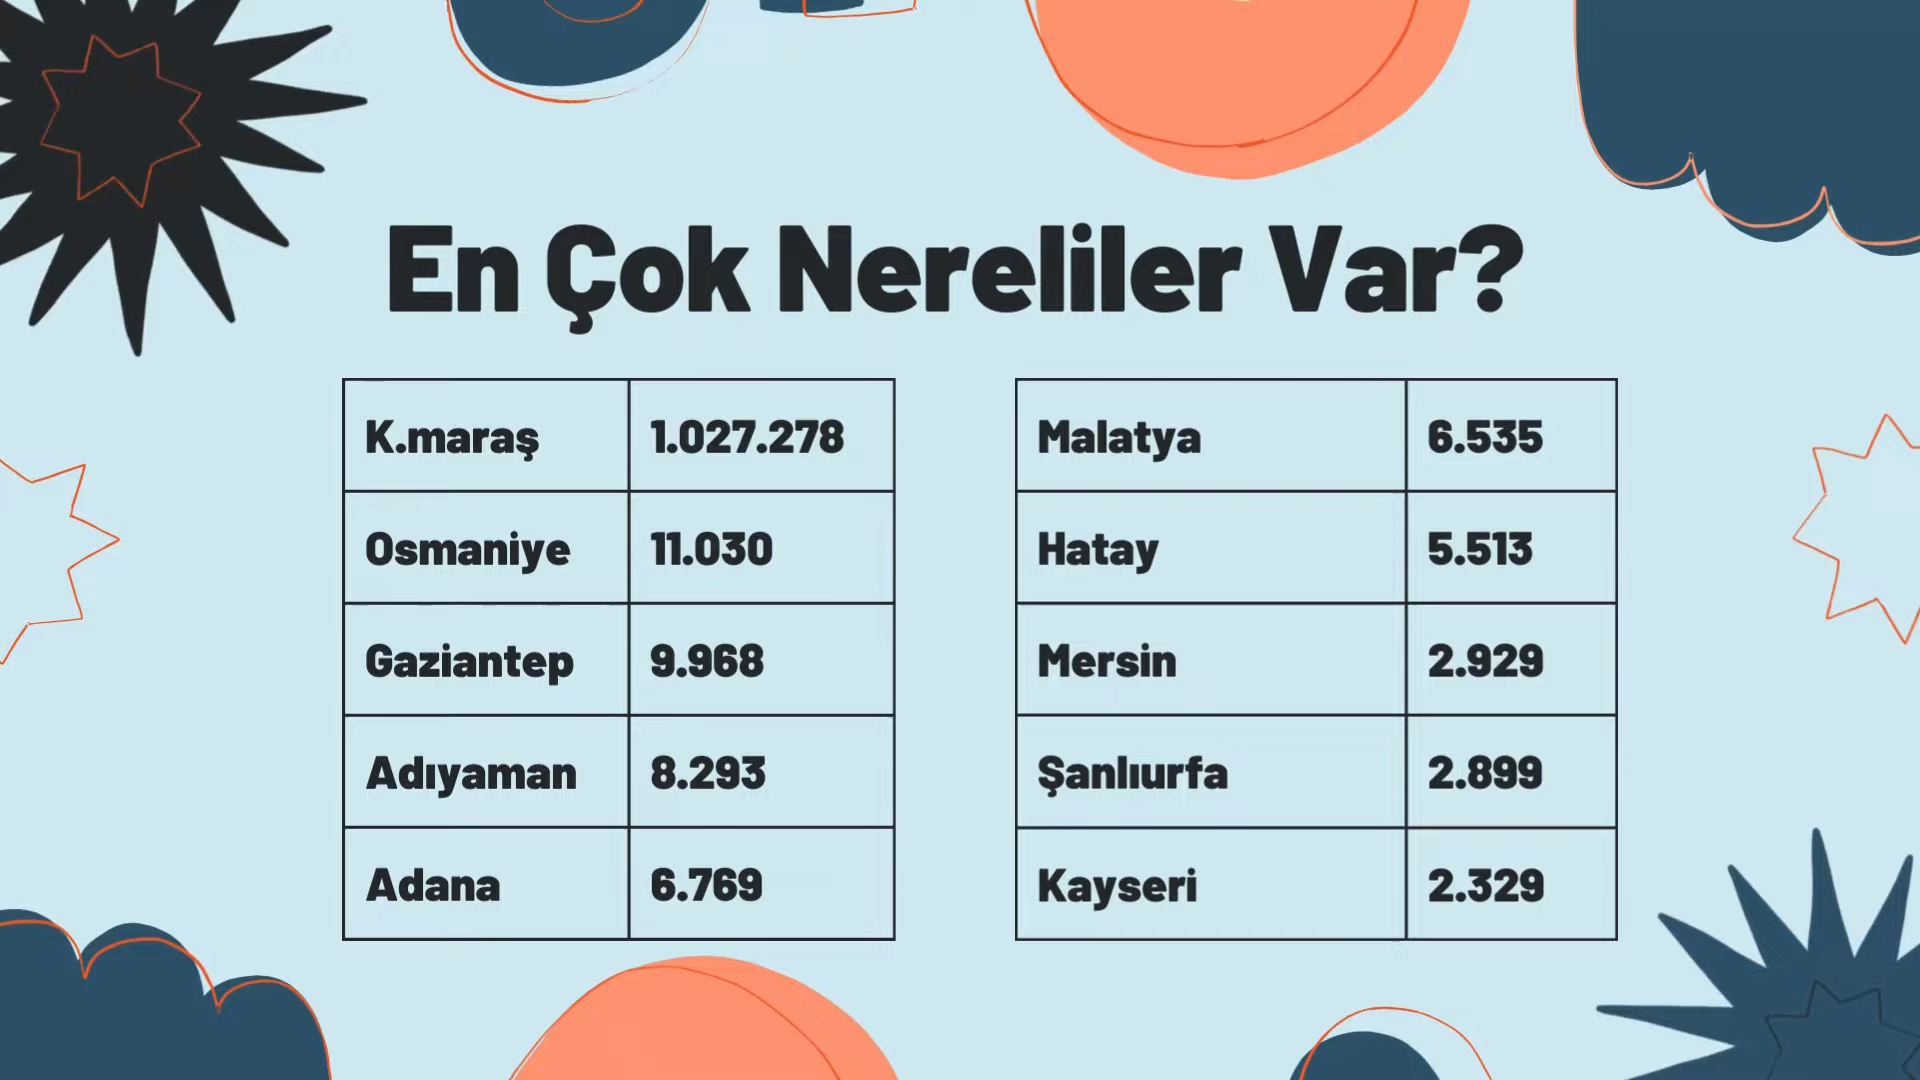 En Çok Nereliler Var?
K.maraş 1.027.278
Osmaniye 11.030
Gaziantep 9.968
Adıyaman 8.293
Adana 6.769
Malatya 6.535
Hatay 5.513
Mersin 2.929
Şanlıurfa 2.899
Kayseri 2.329